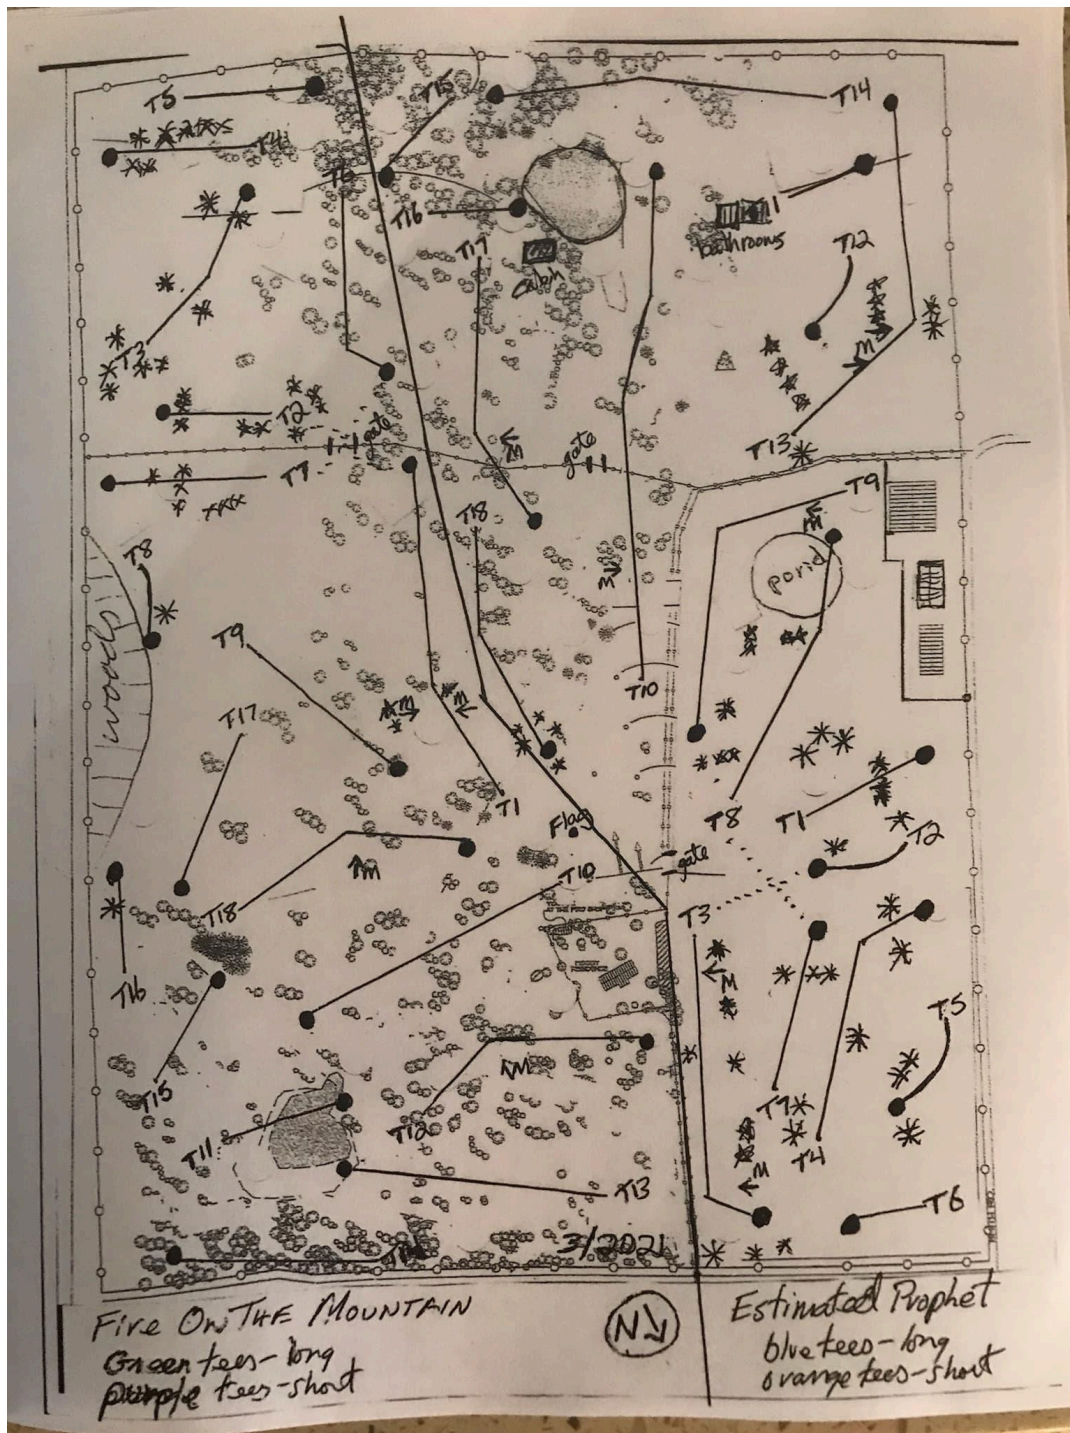 T5
T15
T14
T4
T6
T16
T17
cabin
11
bathrooms
T12
T3
T2
gate
M
gate
M
T13
T7
T9
M
T18
T8
porid
M
woods
T9
T10
T17
M
M
T1
Flag
T8
T1
T2
gate
M
T10
T18
T3
M
T16
T5
M
T15
T7
T12
T4
T11
M
T13
T6
3/2021
Fire On The Mountain
Green tees-long
purple tees-short
N
Estimated Prophet
blue tees-long
orange tees-short